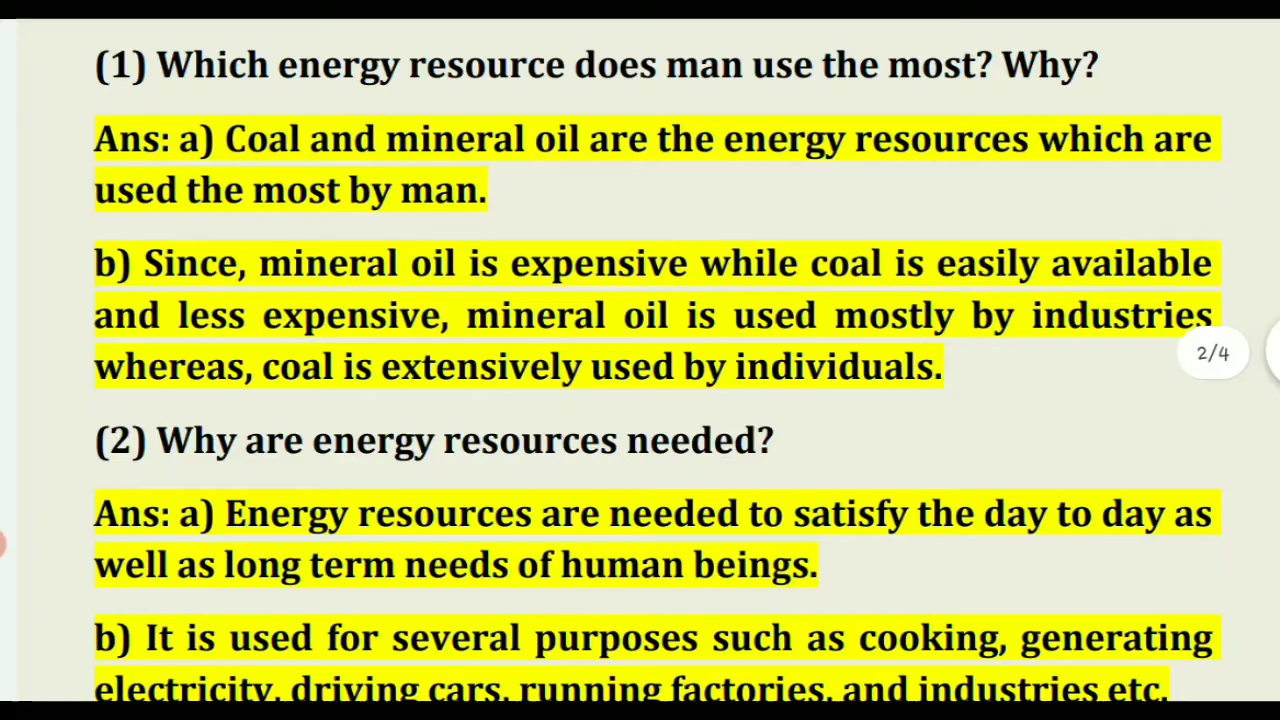 (1) Which energy resource does man use the most? Why?
Ans: a) Coal and mineral oil are the energy resources which are
used the most by man.
b) Since, mineral oil is expensive while coal is easily available
and less expensive, mineral oil is used mostly by industries
whereas, coal is extensively used by individuals.
2/4
(2) Why are energy resources needed?
Ans: a) Energy resources are needed to satisfy the day to day as
well as long term needs of human beings.
b) It is used for several purposes such as cooking, generating
electricity, driving cars, running factories, and industries etc.